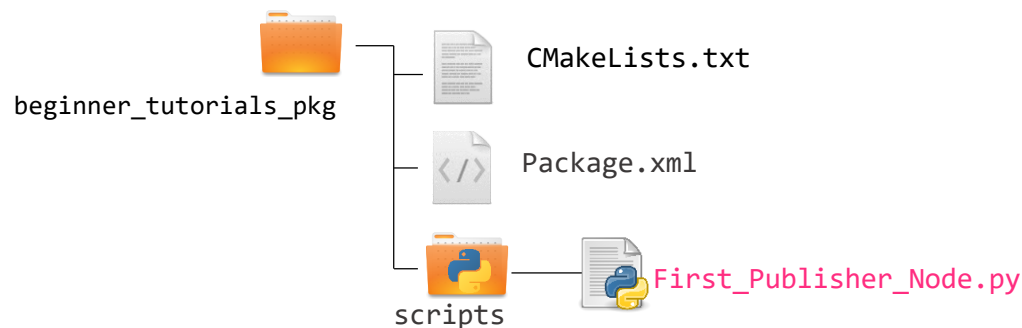 CMakeLists.txt
beginner_tutorials_pkg
</>
Package.xml
First_Publisher_Node.py
scripts